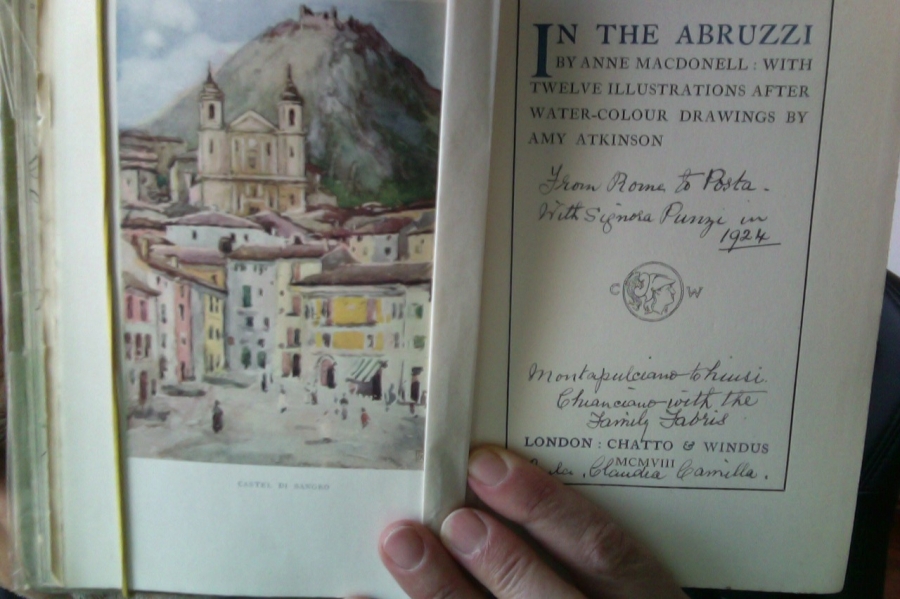 CASTEL DI SANGRO
IN THE ABRUZZI
BY ANNE MACDONELL : WITH
TWELVE ILLUSTRATIONS AFTER
WATER-COLOUR DRAWINGS BY
AMY ATKINSON
From Rome to Posta -
With Signora Punzi in
1924
C W
Montapulciano - Chiusi.
Chianciano - with the
Family Fabris
LONDON : CHATTO & WINDUS
MCMVIII
Claudia Camilla.